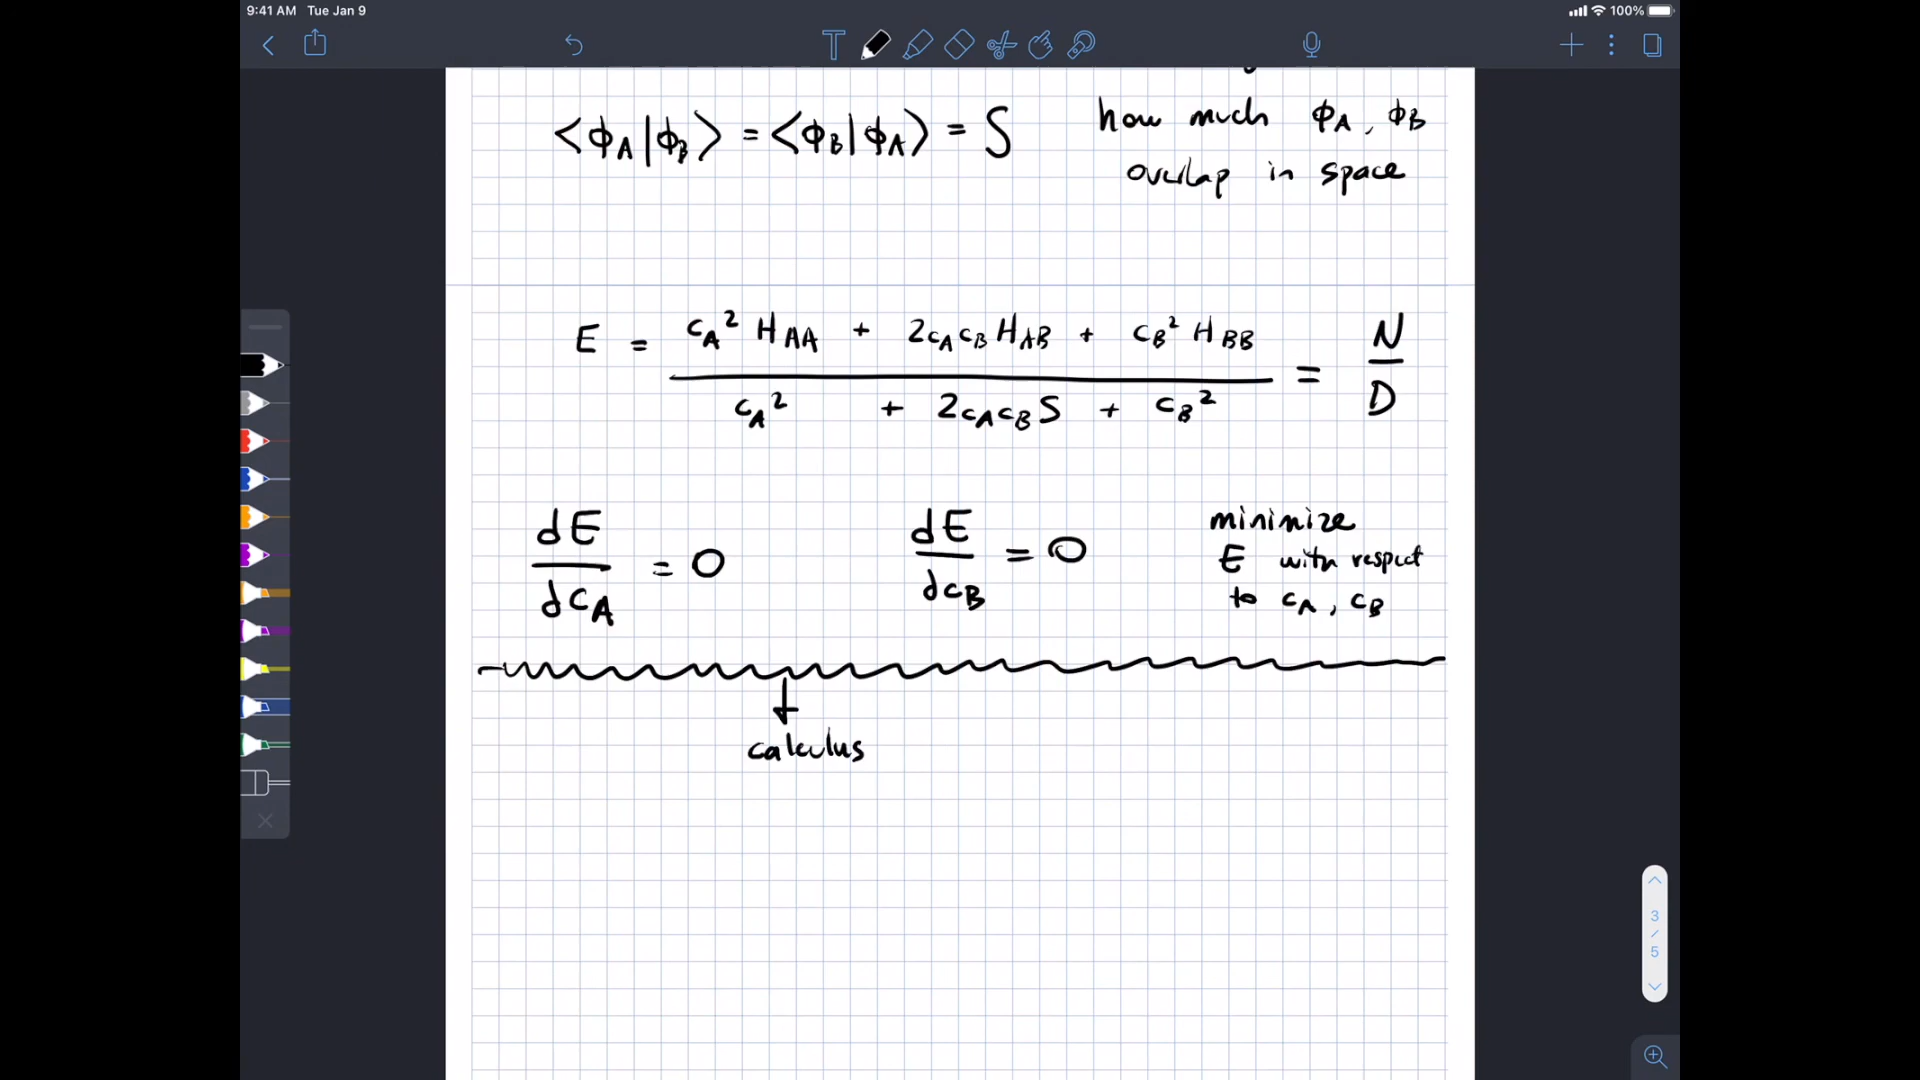 9:41 AM Tue Jan 9
100%
<ϕA|ϕB> = <ϕB|ϕA> = S
how much ϕA, ϕB
overlap in space
E = (cA² HAA + 2cAcB HAB + cB² HBB) / (cA² + 2cAcB S + cB²) = N / D
dE/dcA = 0
dE/dcB = 0
minimize
E with respect
to cA, cB
calculus
3
/
5